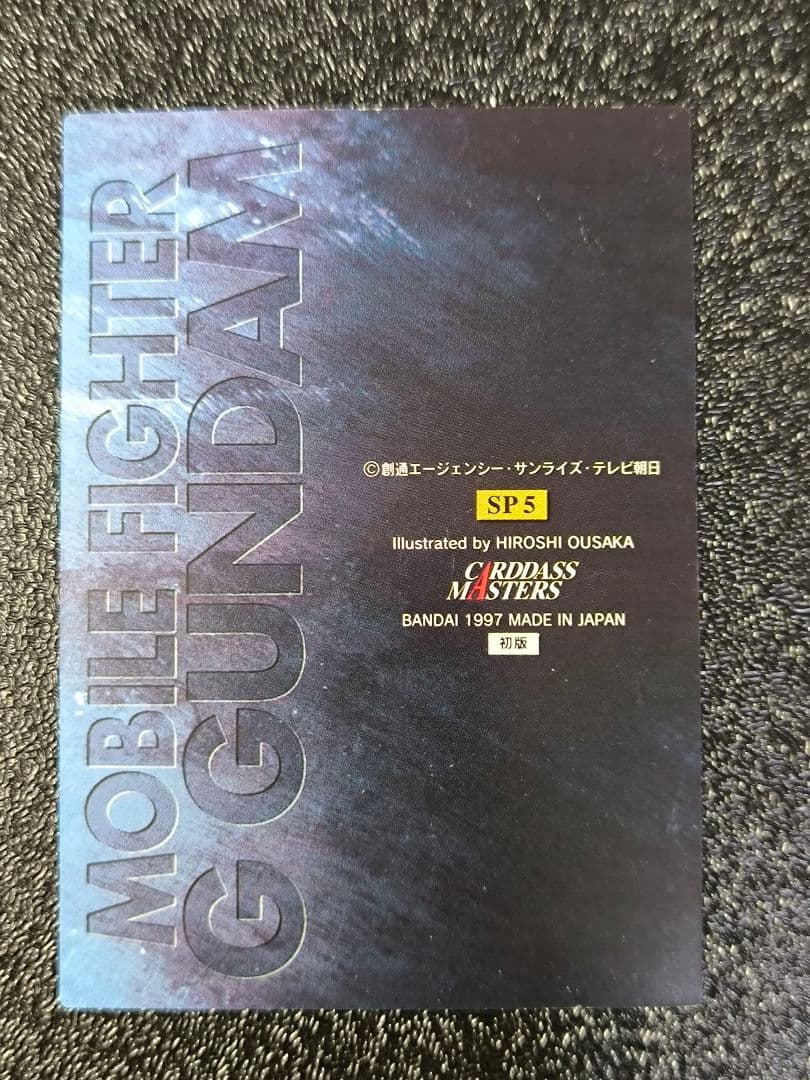 MOBILE FIGHTER
G GUNDAM
©創通エージェンシー・サンライズ・テレビ朝日
SP 5
Illustrated by HIROSHI OUSAKA
CARDDASS
MASTERS
BANDAI 1997 MADE IN JAPAN
初版